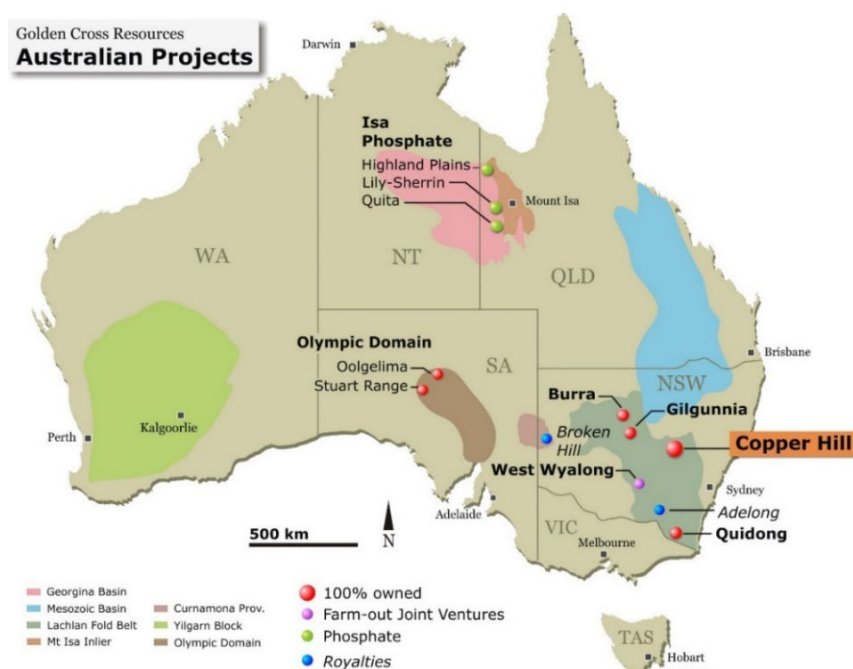 Golden Cross Resources
Australian Projects
Darwin
Isa
Phosphate
Highland Plains
Lily-Sherrin
Quita
Mount Isa
WA
NT
QLD
Olympic Domain
Oolgelima
Stuart Range
SA
Brisbane
NSW
Burra
Gilgunnia
Kalgoorlie
Perth
Broken
Hill
Copper Hill
West Wyalong
Sydney
Adelaide
Adelong
500 km
N
VIC
Quidong
Melbourne
Georgina Basin
Mesozoic Basin
Lachlan Fold Belt
Mt Isa Inlier
Curnamona Prov.
Yilgarn Block
Olympic Domain
100% owned
Farm-out Joint Ventures
Phosphate
Royalties
TAS
Hobart